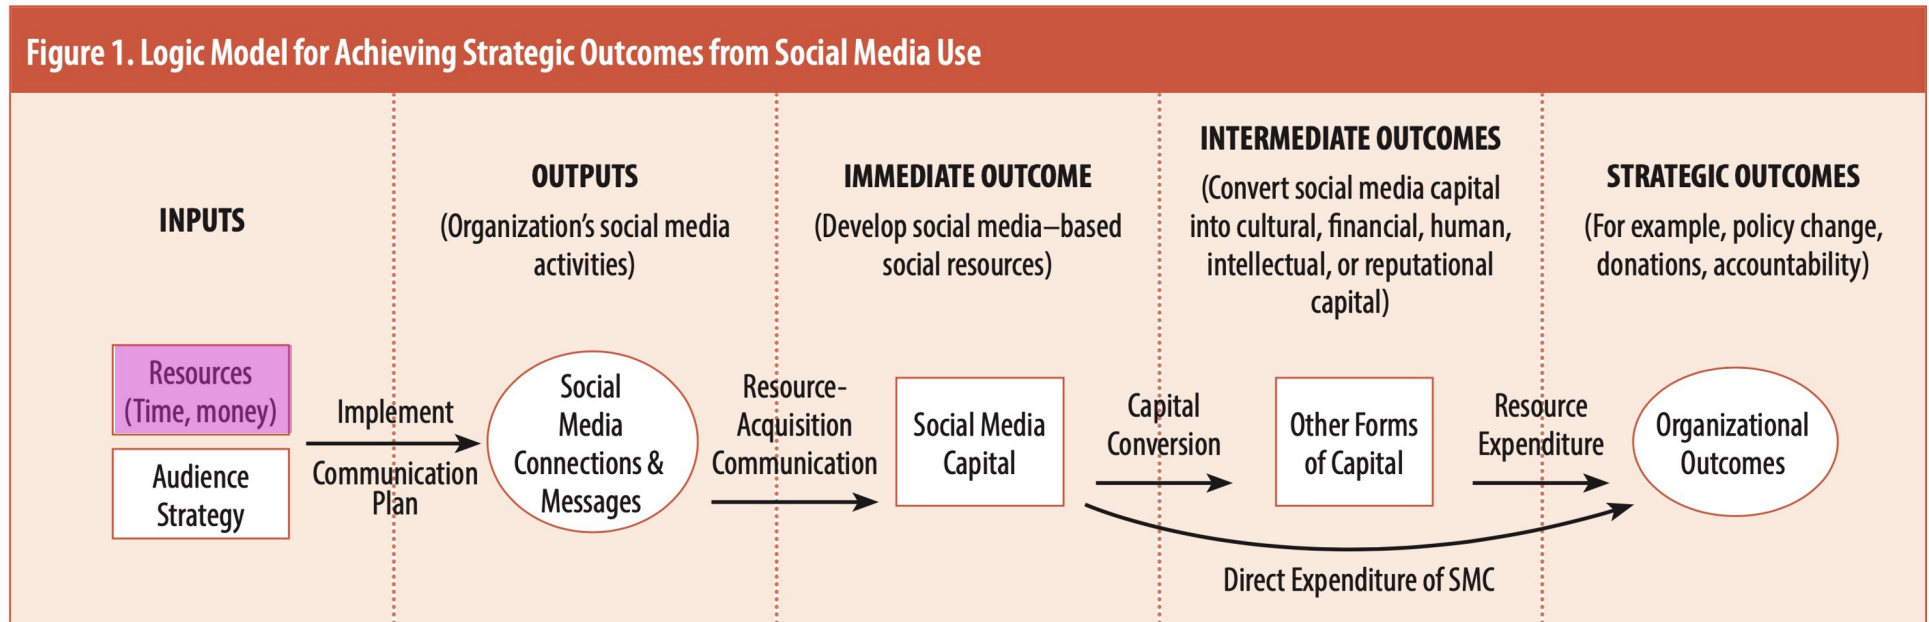 Figure 1. Logic Model for Achieving Strategic Outcomes from Social Media Use
INPUTS
OUTPUTS
(Organization’s social media
activities)
IMMEDIATE OUTCOME
(Develop social media–based
social resources)
INTERMEDIATE OUTCOMES
(Convert social media capital
into cultural, financial, human,
intellectual, or reputational
capital)
STRATEGIC OUTCOMES
(For example, policy change,
donations, accountability)
Resources
(Time, money)
Audience
Strategy
Implement
Communication
Plan
Social
Media
Connections &
Messages
Resource-
Acquisition
Communication
Social Media
Capital
Capital
Conversion
Other Forms
of Capital
Resource
Expenditure
Organizational
Outcomes
Direct Expenditure of SMC